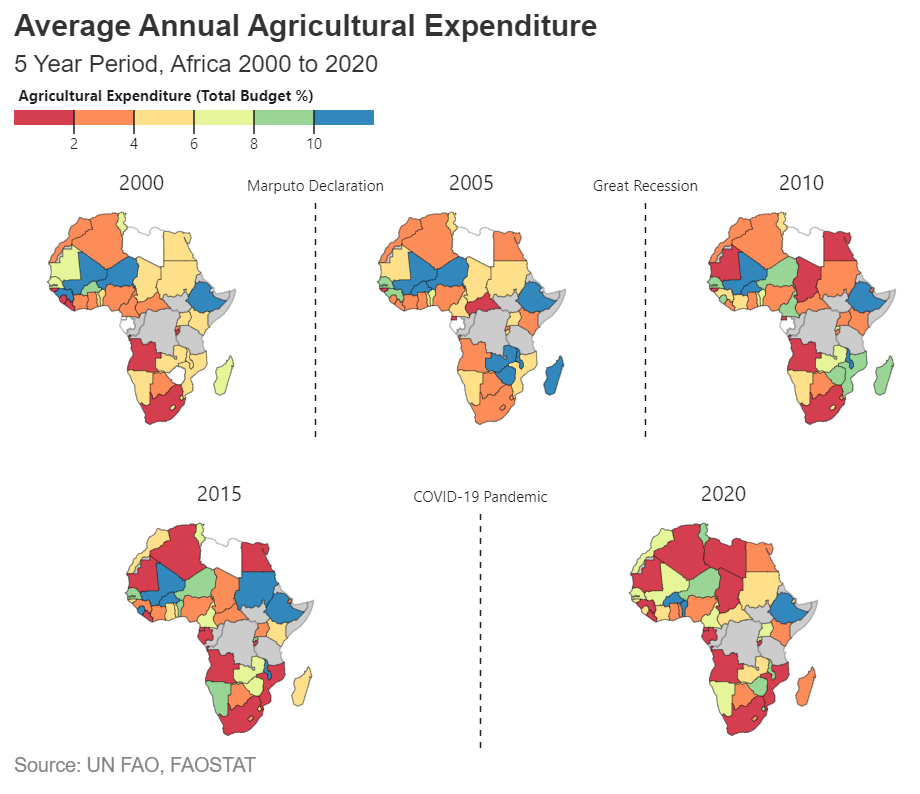 Average Annual Agricultural Expenditure
5 Year Period, Africa 2000 to 2020
Agricultural Expenditure (Total Budget %)
2 4 6 8 10
2000 Marputo Declaration 2005 Great Recession 2010
2015 COVID-19 Pandemic 2020
Source: UN FAO, FAOSTAT